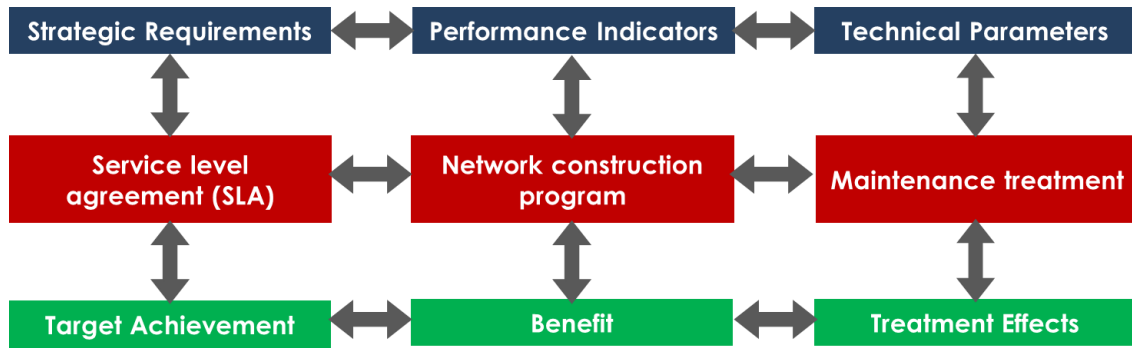 Strategic Requirements
Performance Indicators
Technical Parameters
Service level
agreement (SLA)
Network construction
program
Maintenance treatment
Target Achievement
Benefit
Treatment Effects